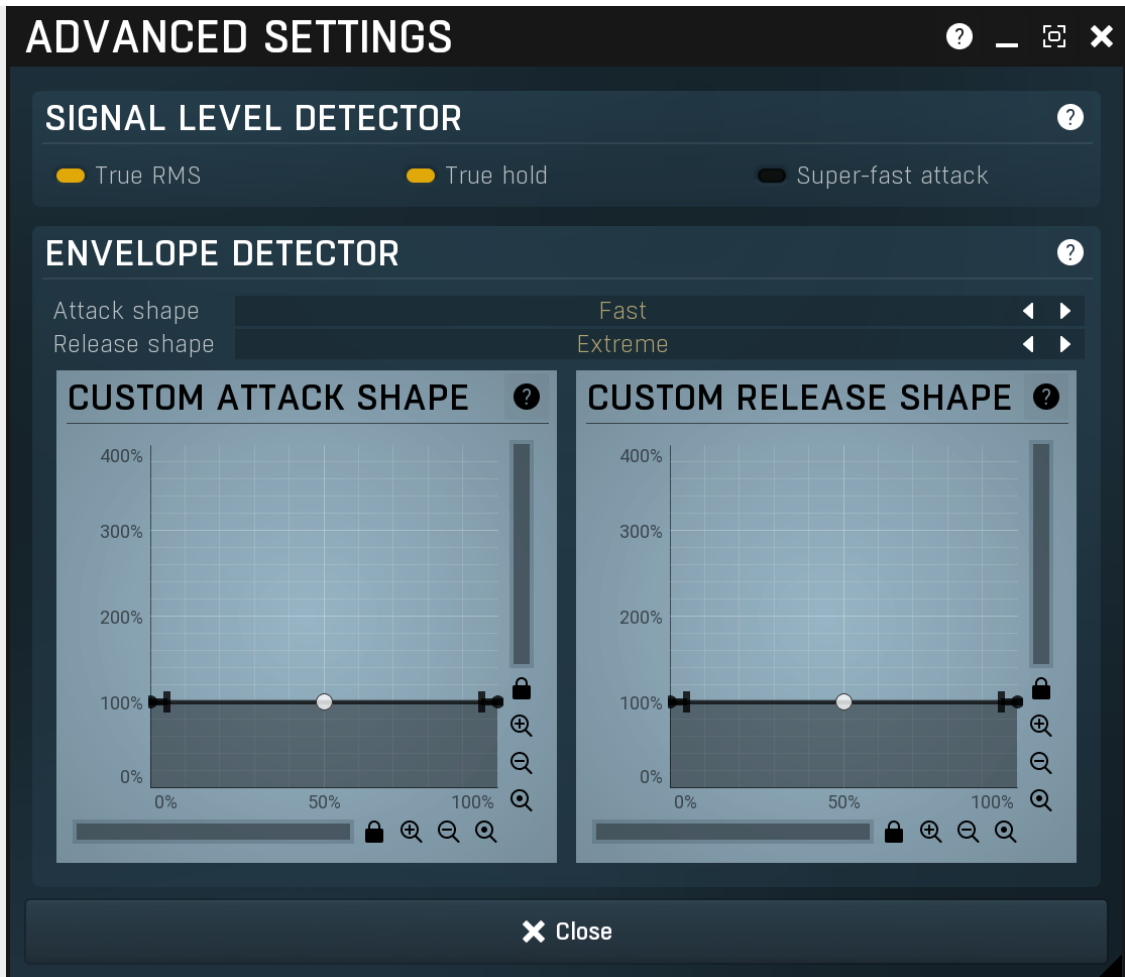 ADVANCED SETTINGS ?
SIGNAL LEVEL DETECTOR ?
True RMS True hold Super-fast attack
ENVELOPE DETECTOR ?
Attack shape Fast
Release shape Extreme
CUSTOM ATTACK SHAPE ?
400%
300%
200%
100%
0%
0% 50% 100%
CUSTOM RELEASE SHAPE ?
400%
300%
200%
100%
0%
0% 50% 100%
Close